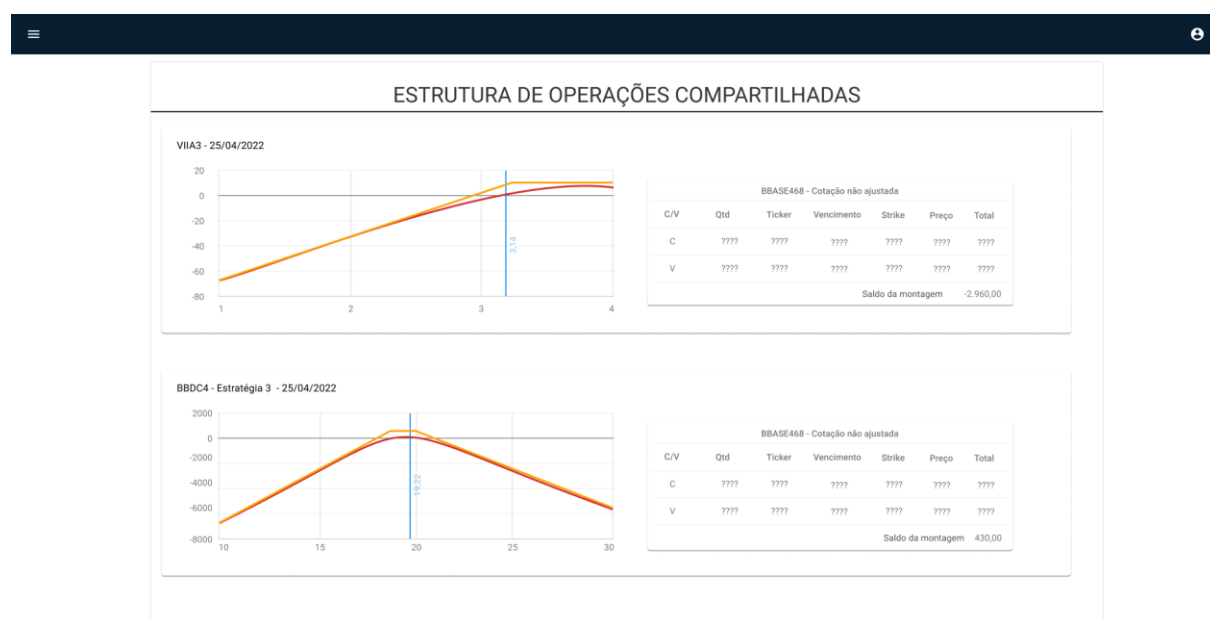 ESTRUTURA DE OPERAÇÕES COMPARTILHADAS
VIIA3 - 25/04/2022
20
0
-20
-40
-60
-80
1 2 3 4
3,14
BBASE468 - Cotação não ajustada
C/V Qtd Ticker Vencimento Strike Preço Total
C ???? ???? ???? ???? ???? ????
V ???? ???? ???? ???? ???? ????
Saldo da montagem -2.960,00
BBDC4 - Estratégia 3 - 25/04/2022
2000
0
-2000
-4000
-6000
-8000
10 15 20 25 30
19,22
BBASE468 - Cotação não ajustada
C/V Qtd Ticker Vencimento Strike Preço Total
C ???? ???? ???? ???? ???? ????
V ???? ???? ???? ???? ???? ????
Saldo da montagem 430,00